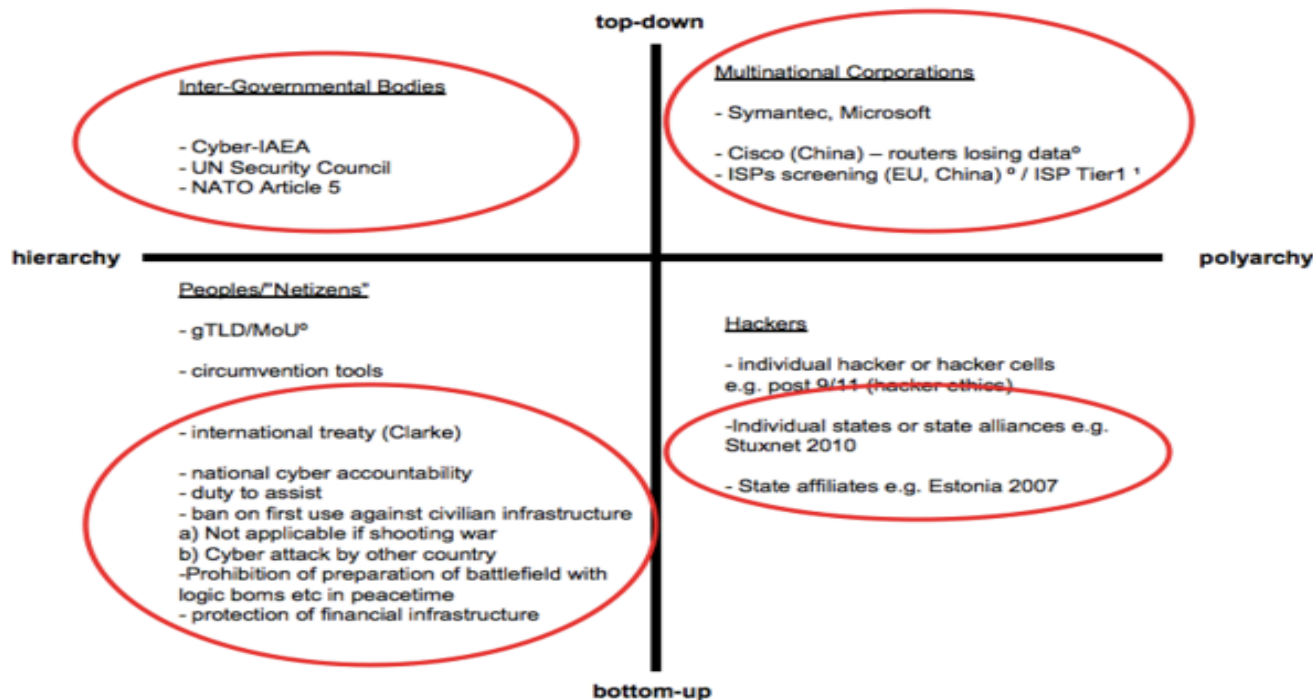 top-down
Inter-Governmental Bodies
- Cyber-IAEA
- UN Security Council
- NATO Article 5
Multinational Corporations
- Symantec, Microsoft
- Cisco (China) – routers losing dataº
- ISPs screening (EU, China) º / ISP Tier1 ¹
hierarchy
polyarchy
Peoples/"Netizens"
- gTLD/MoUº
- circumvention tools
- international treaty (Clarke)
- national cyber accountability
- duty to assist
- ban on first use against civilian infrastructure
a) Not applicable if shooting war
b) Cyber attack by other country
-Prohibition of preparation of battlefield with
logic boms etc in peacetime
- protection of financial infrastructure
Hackers
- individual hacker or hacker cells
e.g. post 9/11 (hacker ethics)
-Individual states or state alliances e.g.
Stuxnet 2010
- State affiliates e.g. Estonia 2007
bottom-up